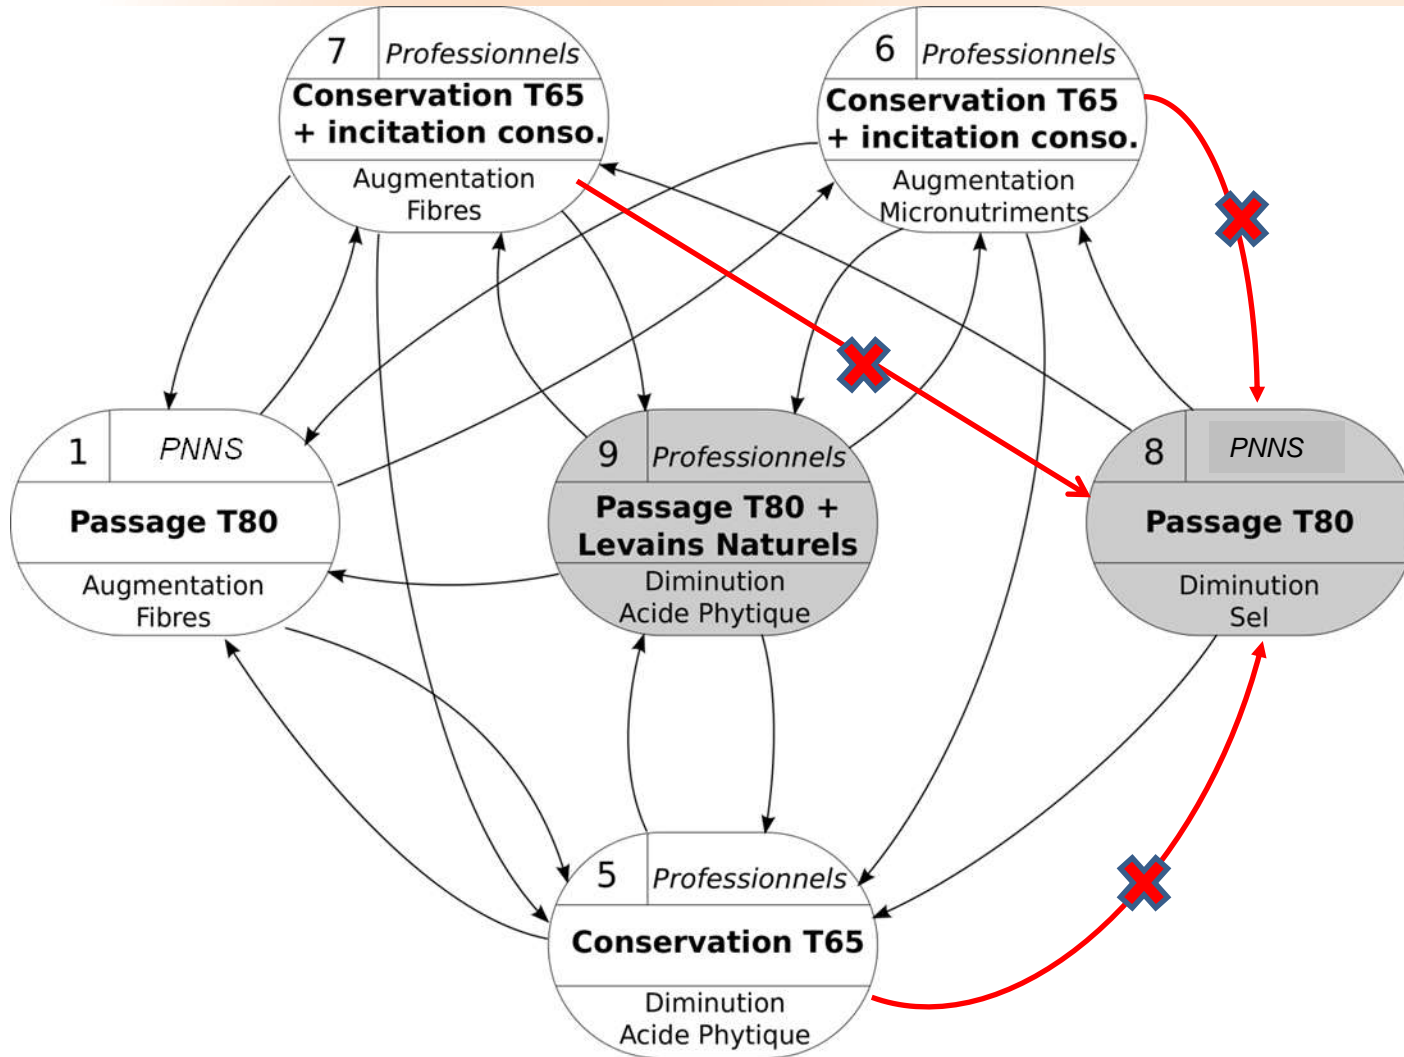 7 Professionnels
Conservation T65
+ incitation conso.
Augmentation
Fibres
6 Professionnels
Conservation T65
+ incitation conso.
Augmentation
Micronutriments
1 PNNS
Passage T80
Augmentation
Fibres
9 Professionnels
Passage T80 +
Levains Naturels
Diminution
Acide Phytique
8 PNNS
Passage T80
Diminution
Sel
5 Professionnels
Conservation T65
Diminution
Acide Phytique